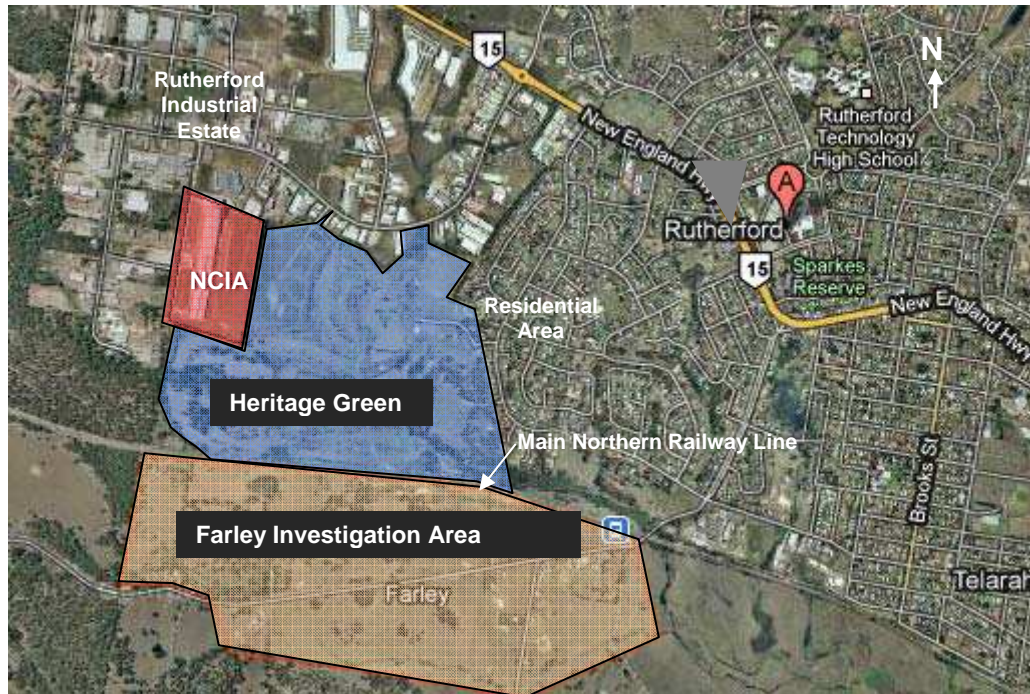 15
N
Rutherford
Industrial
Estate
New England Hwy
Rutherford
Technology
High School
A
Rutherford
15
Sparkes
Reserve
New England Hwy
NCIA
Residential
Area
Heritage Green
Main Northern Railway Line
Brooks St
Farley Investigation Area
Farley
Telarah